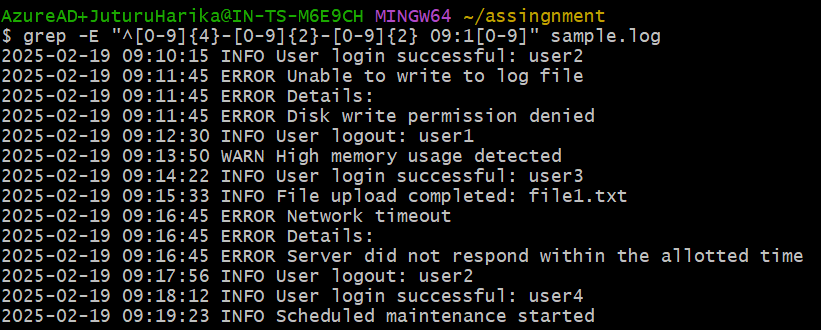 AzureAD+JuturuHarika@IN-TS-M6E9CH MINGW64 ~/assingnment
$ grep -E "^[0-9]{4}-[0-9]{2}-[0-9]{2} 09:1[0-9]" sample.log
2025-02-19 09:10:15 INFO User login successful: user2
2025-02-19 09:11:45 ERROR Unable to write to log file
2025-02-19 09:11:45 ERROR Details:
2025-02-19 09:11:45 ERROR Disk write permission denied
2025-02-19 09:12:30 INFO User logout: user1
2025-02-19 09:13:50 WARN High memory usage detected
2025-02-19 09:14:22 INFO User login successful: user3
2025-02-19 09:15:33 INFO File upload completed: file1.txt
2025-02-19 09:16:45 ERROR Network timeout
2025-02-19 09:16:45 ERROR Details:
2025-02-19 09:16:45 ERROR Server did not respond within the allotted time
2025-02-19 09:17:56 INFO User logout: user2
2025-02-19 09:18:12 INFO User login successful: user4
2025-02-19 09:19:23 INFO Scheduled maintenance started